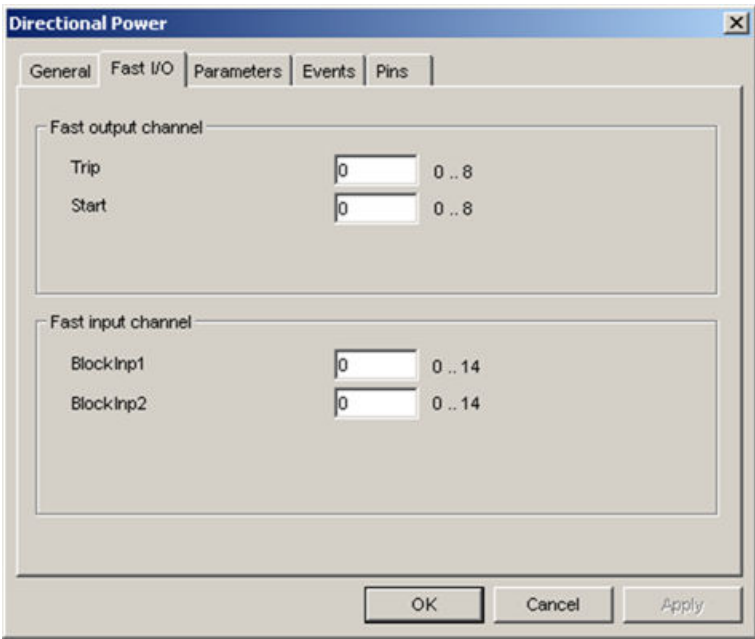 Directional Power
General Fast I/O Parameters Events Pins
Fast output channel
Trip 0 0 .. 8
Start 0 0 .. 8
Fast input channel
BlockInp1 0 0 .. 14
BlockInp2 0 0 .. 14
OK Cancel Apply